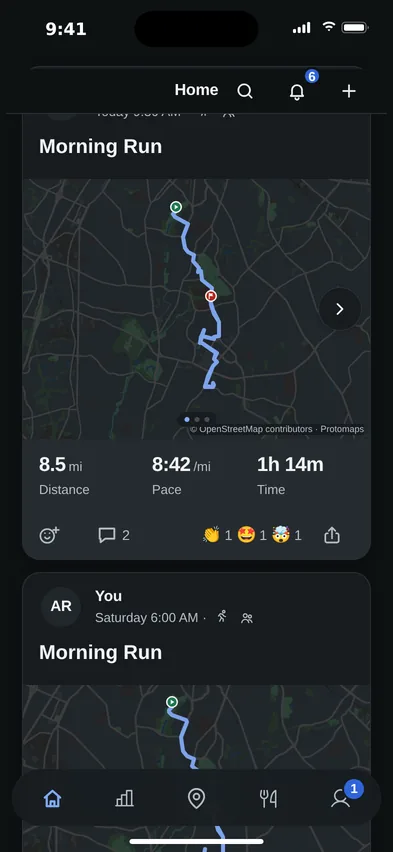 9:41
6
Home
Morning Run
© OpenStreetMap contributors · Protomaps
8.5 mi 8:42 /mi 1h 14m
Distance Pace Time
2 1 1 1
AR
You
Saturday 6:00 AM ·
Morning Run
1